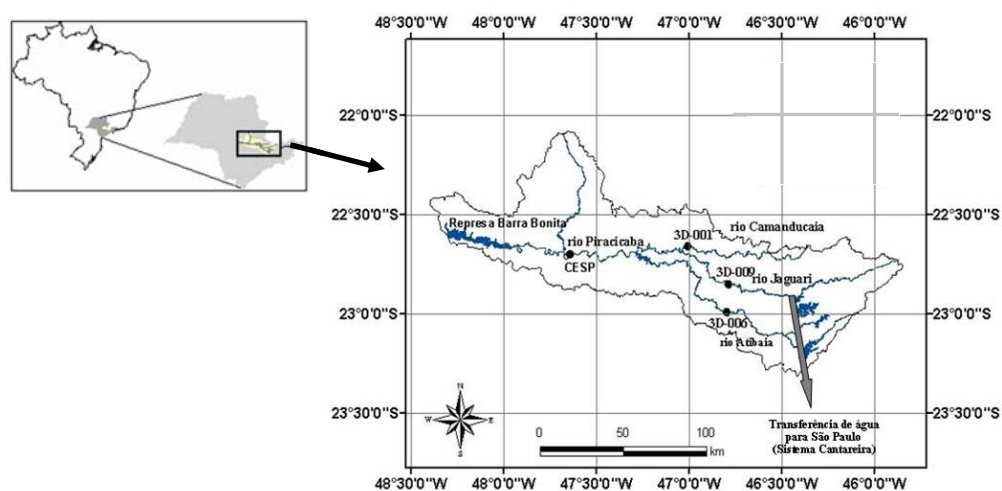 48°30'0"W 48°0'0"W 47°30'0"W 47°0'0"W 46°30'0"W 46°0'0"W
22°0'0"S 22°0'0"S
22°30'0"S 22°30'0"S
Represa Barra Bonita
rio Piracicaba
3D-001
rio Camanducaia
CESP
3D-009
rio Jaguari
23°0'0"S 23°0'0"S
3D-006
rio Atibaia
N
W E
S
23°30'0"S 23°30'0"S
0 50 100
km
Transferência de água
para São Paulo
(Sistema Cantareira)
48°30'0"W 48°0'0"W 47°30'0"W 47°0'0"W 46°30'0"W 46°0'0"W